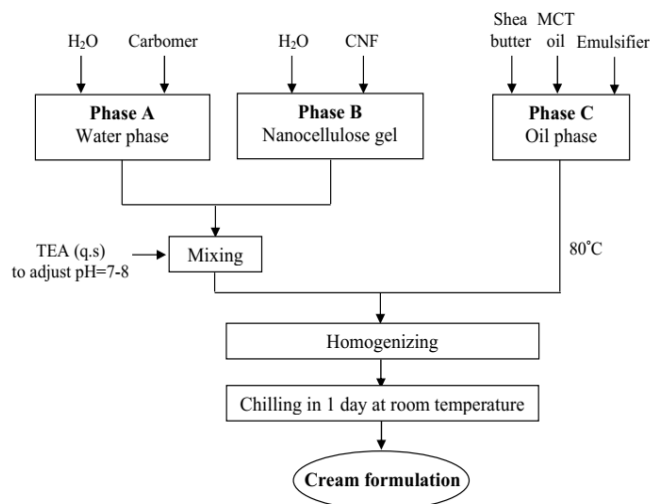 H₂O Carbomer H₂O CNF Shea butter MCT oil Emulsifier
Phase A
Water phase
Phase B
Nanocellulose gel
Phase C
Oil phase
TEA (q.s)
to adjust pH=7-8
Mixing
80°C
Homogenizing
Chilling in 1 day at room temperature
Cream formulation